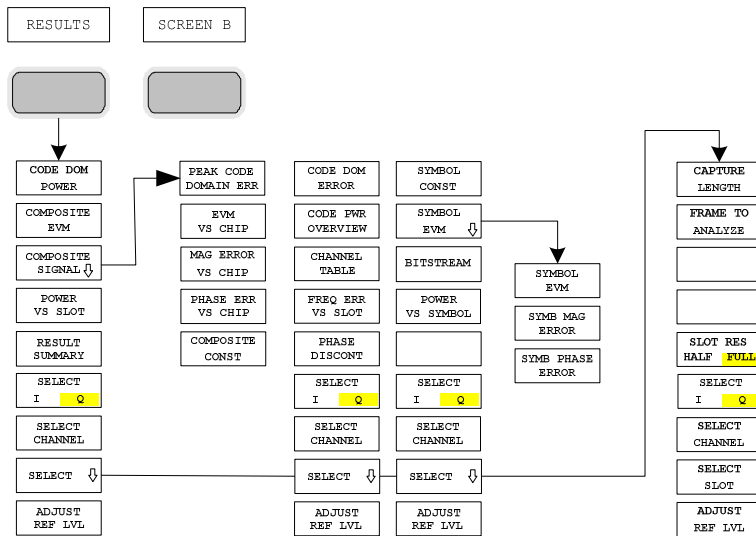 RESULTS
SCREEN B
CODE DOM
POWER
COMPOSITE
EVM
COMPOSITE
SIGNAL
POWER
VS SLOT
RESULT
SUMMARY
SELECT
I Q
SELECT
CHANNEL
SELECT
ADJUST
REF LVL
PEAK CODE
DOMAIN ERR
EVM
VS CHIP
MAG ERROR
VS CHIP
PHASE ERR
VS CHIP
COMPOSITE
CONST
CODE DOM
ERROR
CODE PWR
OVERVIEW
CHANNEL
TABLE
FREQ ERR
VS SLOT
PHASE
DISCONT
SELECT
I Q
SELECT
CHANNEL
SELECT
ADJUST
REF LVL
SYMBOL
CONST
SYMBOL
EVM
BITSTREAM
POWER
VS SYMBOL
SELECT
I Q
SELECT
CHANNEL
SELECT
ADJUST
REF LVL
SYMBOL
EVM
SYMB MAG
ERROR
SYMB PHASE
ERROR
CAPTURE
LENGTH
FRAME TO
ANALYZE
SLOT RES
HALF FULL
SELECT
I Q
SELECT
CHANNEL
SELECT
SLOT
ADJUST
REF LVL